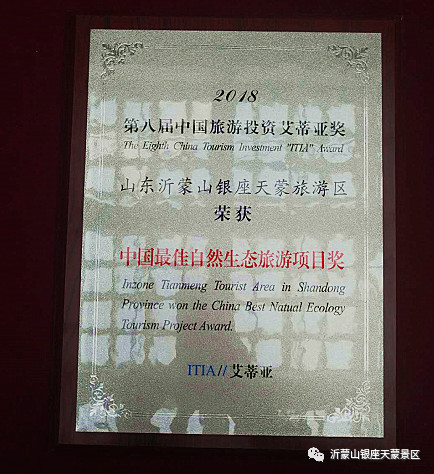 2018
第八届中国旅游投资艾蒂亚奖
The Eighth China Tourism Investment "ITIA" Award
山东沂蒙山银座天蒙旅游区
荣获
中国最佳自然生态旅游项目奖
Inzone Tianmeng Tourist Area in Shandong
Province won the China Best Natual Ecology
Tourism Project Award.
ITIA//艾蒂亚
沂蒙山银座天蒙景区